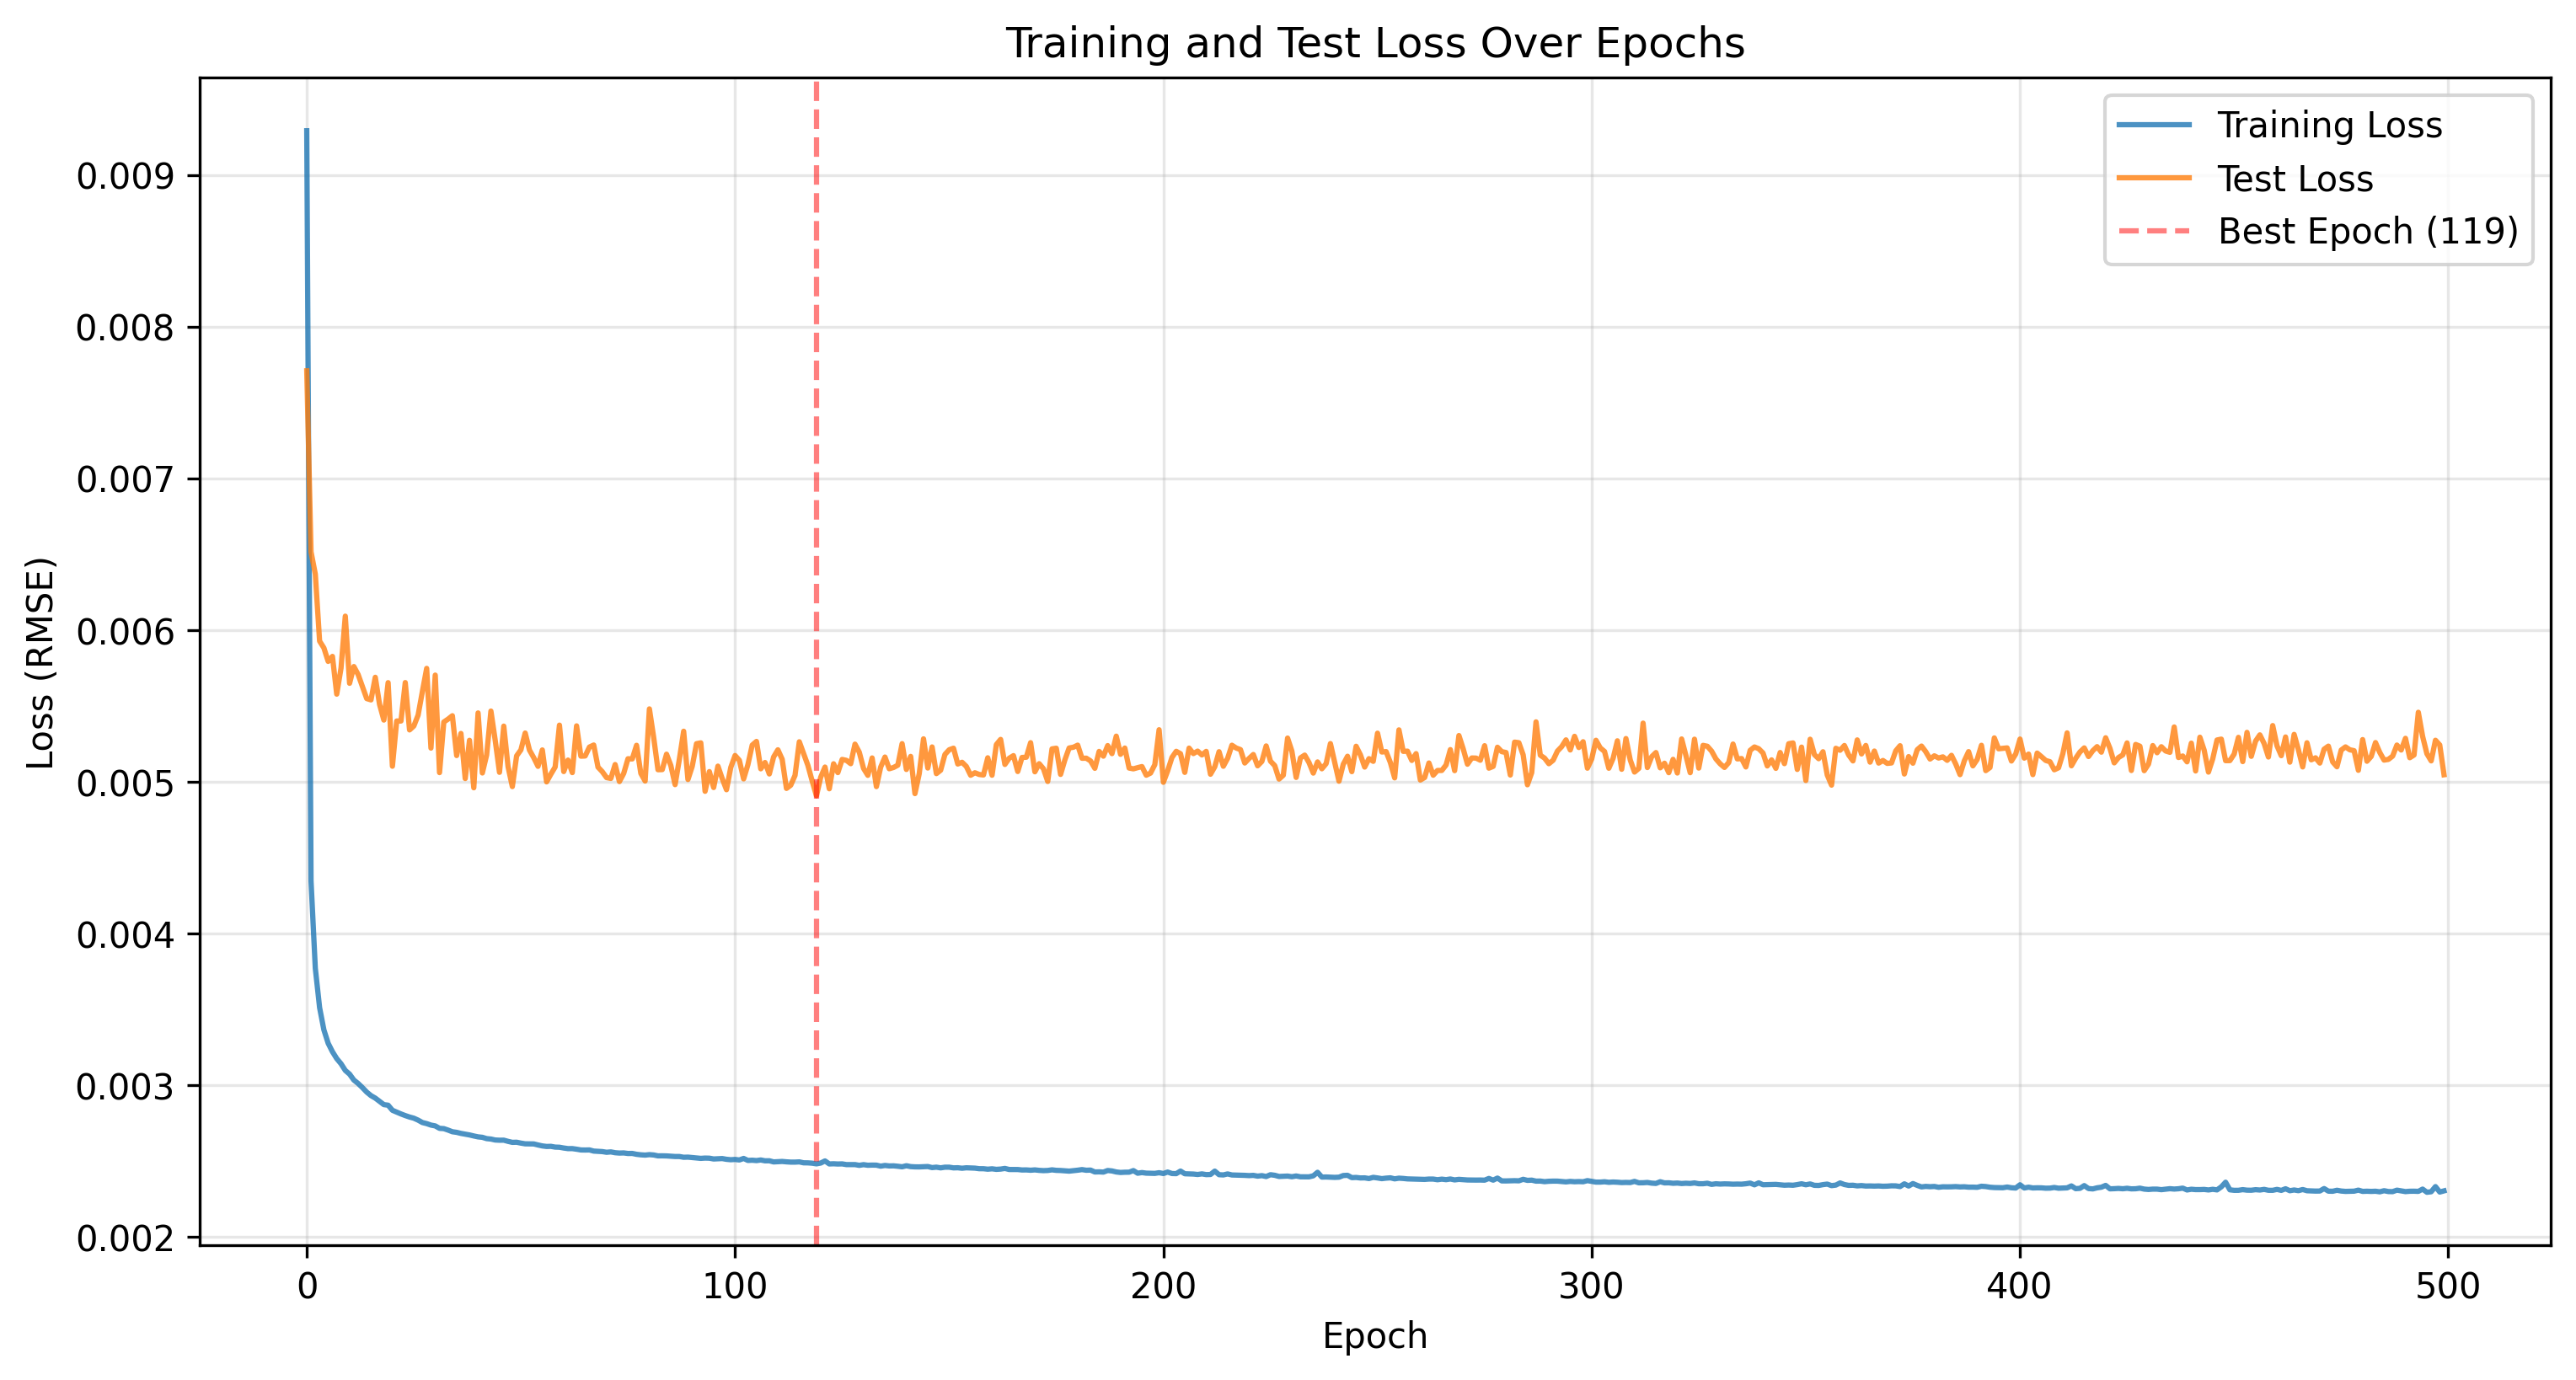 Training and Test Loss Over Epochs
Training Loss
Test Loss
Best Epoch (119)
0.009
0.008
0.007
0.006
0.005
0.004
0.003
0.002
Loss (RMSE)
0
100
200
300
400
500
Epoch